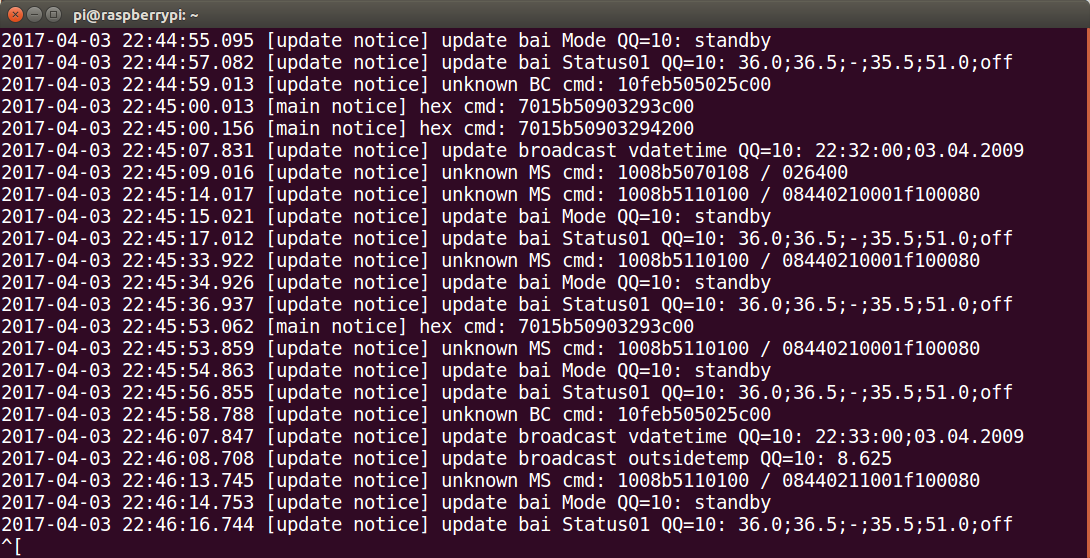 pi@raspberrypi: ~
2017-04-03 22:44:55.095 [update notice] update bai Mode QQ=10: standby
2017-04-03 22:44:57.082 [update notice] update bai Status01 QQ=10: 36.0;36.5;-;35.5;51.0;off
2017-04-03 22:44:59.013 [update notice] unknown BC cmd: 10feb505025c00
2017-04-03 22:45:00.013 [main notice] hex cmd: 7015b50903293c00
2017-04-03 22:45:00.156 [main notice] hex cmd: 7015b50903294200
2017-04-03 22:45:07.831 [update notice] update broadcast vdatetime QQ=10: 22:32:00;03.04.2009
2017-04-03 22:45:09.016 [update notice] unknown MS cmd: 1008b5070108 / 026400
2017-04-03 22:45:14.017 [update notice] unknown MS cmd: 1008b5110100 / 08440210001f100080
2017-04-03 22:45:15.021 [update notice] update bai Mode QQ=10: standby
2017-04-03 22:45:17.012 [update notice] update bai Status01 QQ=10: 36.0;36.5;-;35.5;51.0;off
2017-04-03 22:45:33.922 [update notice] unknown MS cmd: 1008b5110100 / 08440210001f100080
2017-04-03 22:45:34.926 [update notice] update bai Mode QQ=10: standby
2017-04-03 22:45:36.937 [update notice] update bai Status01 QQ=10: 36.0;36.5;-;35.5;51.0;off
2017-04-03 22:45:53.062 [main notice] hex cmd: 7015b50903293c00
2017-04-03 22:45:53.859 [update notice] unknown MS cmd: 1008b5110100 / 08440210001f100080
2017-04-03 22:45:54.863 [update notice] update bai Mode QQ=10: standby
2017-04-03 22:45:56.855 [update notice] update bai Status01 QQ=10: 36.0;36.5;-;35.5;51.0;off
2017-04-03 22:45:58.788 [update notice] unknown BC cmd: 10feb505025c00
2017-04-03 22:46:07.847 [update notice] update broadcast vdatetime QQ=10: 22:33:00;03.04.2009
2017-04-03 22:46:08.708 [update notice] update broadcast outsidetemp QQ=10: 8.625
2017-04-03 22:46:13.745 [update notice] unknown MS cmd: 1008b5110100 / 08440211001f100080
2017-04-03 22:46:14.753 [update notice] update bai Mode QQ=10: standby
2017-04-03 22:46:16.744 [update notice] update bai Status01 QQ=10: 36.0;36.5;-;35.5;51.0;off
^[